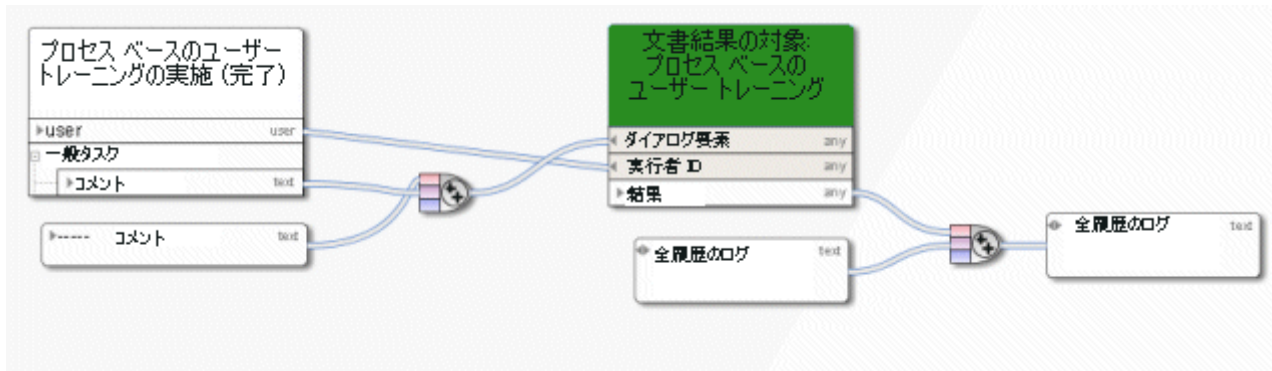 プロセス ベースのユーザー
トレーニングの実施 (完了)
user user
一般タスク
コメント text
----- コメント text
文書結果の対象:
プロセス ベースの
ユーザー トレーニング
ダイアログ要素 any
実行者 ID any
結果 any
全履歴のログ text
全履歴のログ text